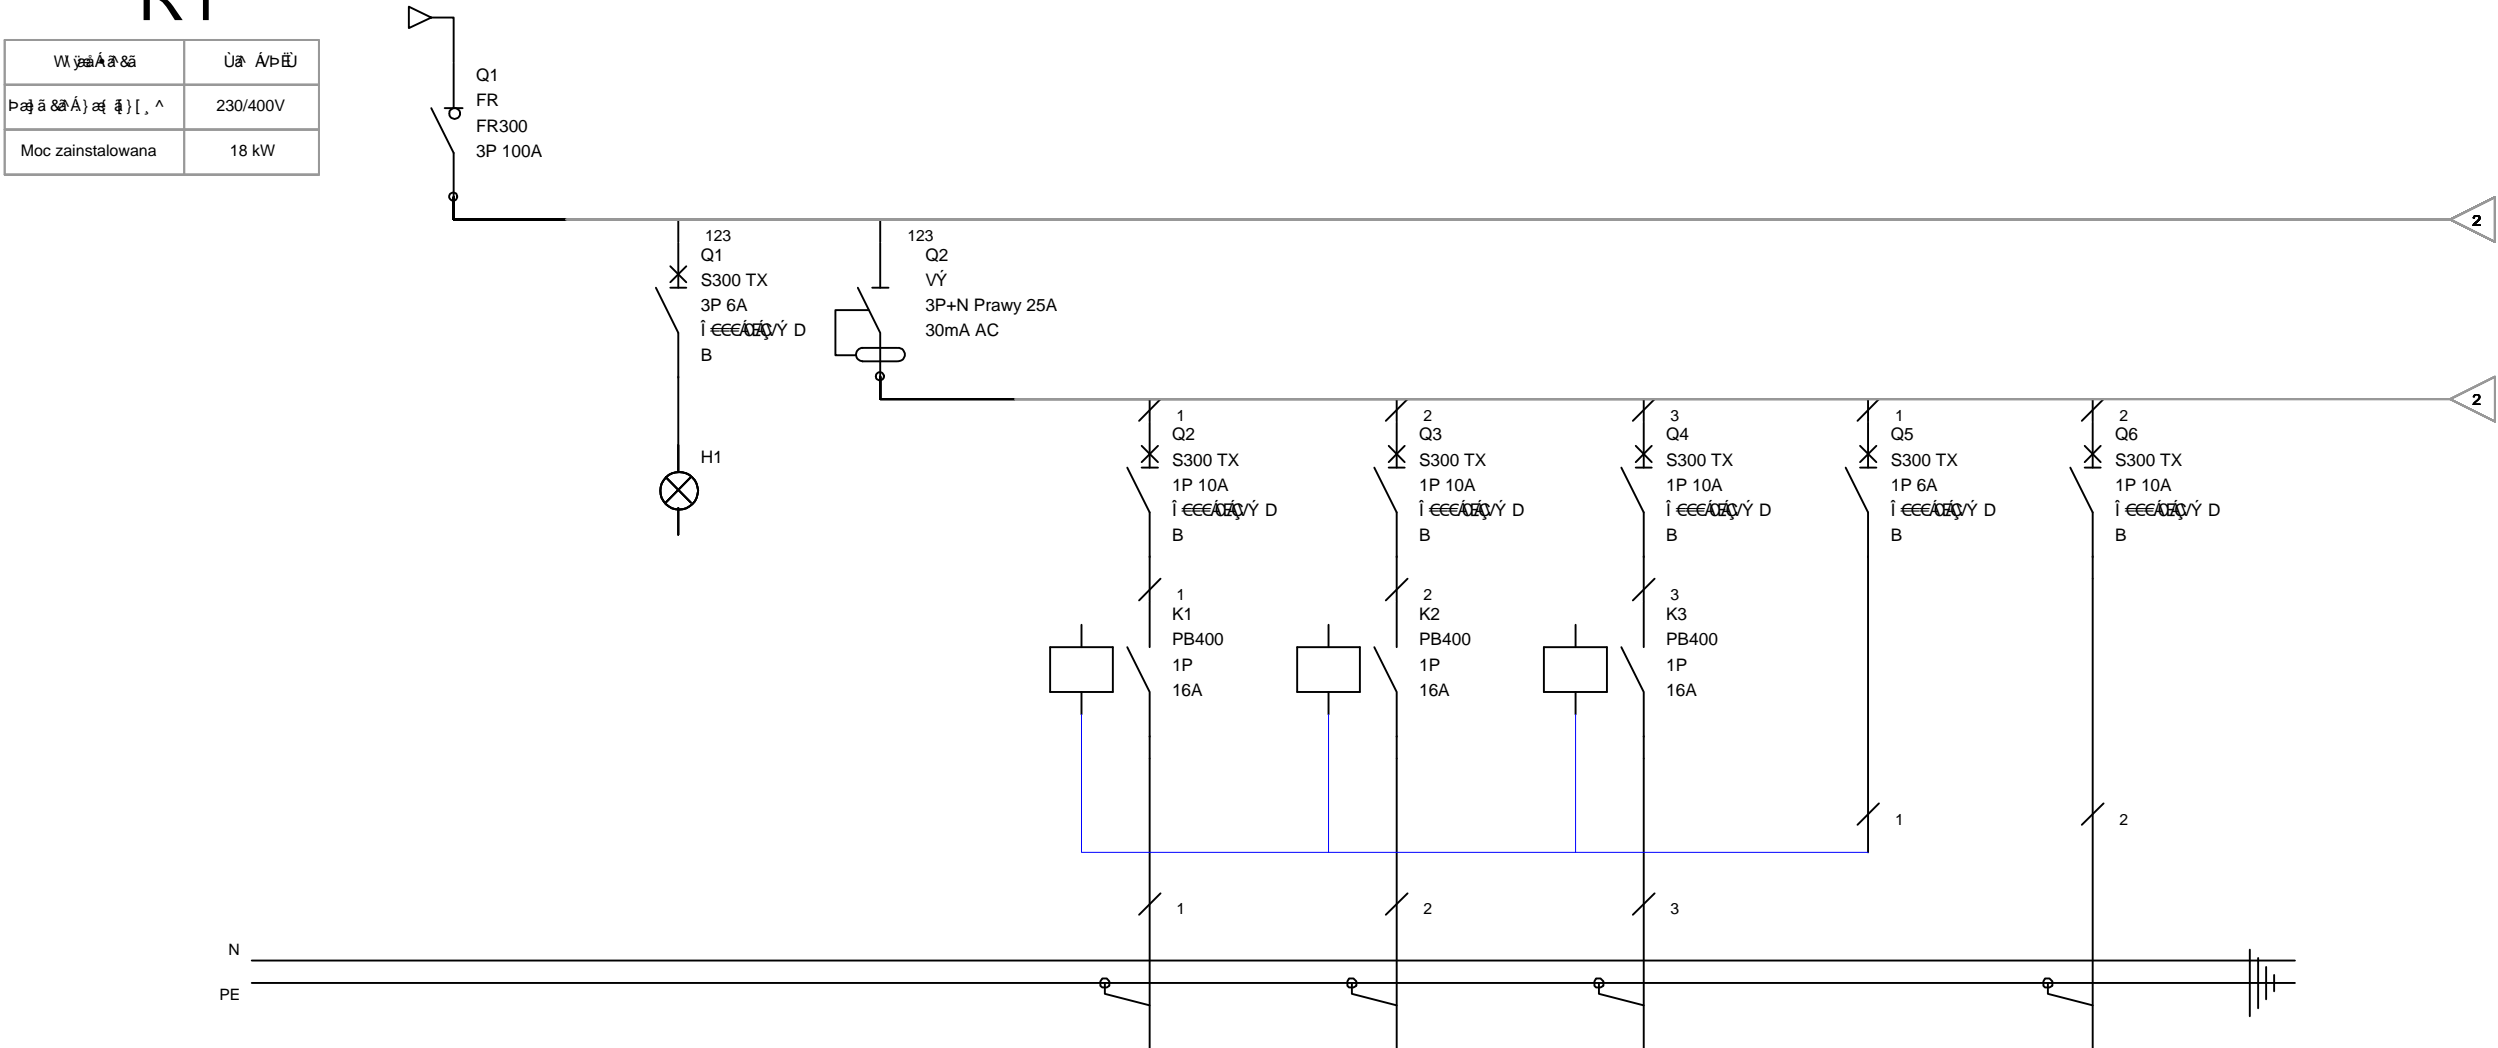 R1
Moc zainstalowana
230/400V
18 kW
Q1
FR
FR300
3P 100A
2
123
Q1
S300 TX
3P 6A
B
H1
123
Q2
VÝ
3P+N Prawy 25A
30mA AC
2
1
Q2
S300 TX
1P 10A
B
2
Q3
S300 TX
1P 10A
B
3
Q4
S300 TX
1P 10A
B
1
Q5
S300 TX
1P 6A
B
2
Q6
S300 TX
1P 10A
B
1
K1
PB400
1P
16A
2
K2
PB400
1P
16A
3
K3
PB400
1P
16A
1
2
1
2
3
N
PE